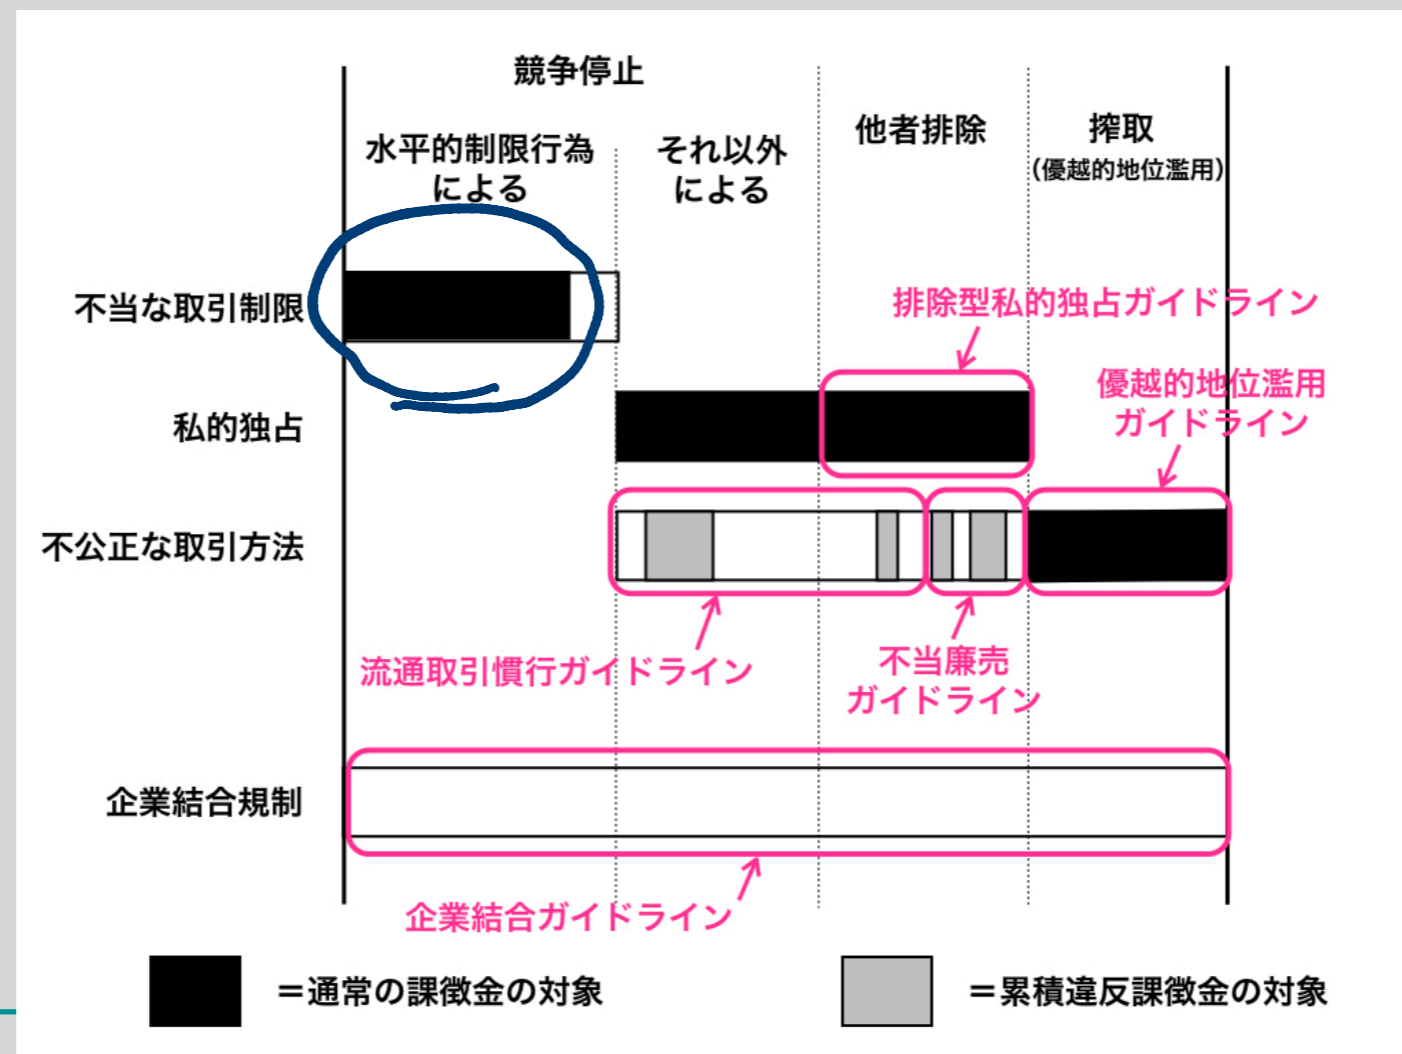 競争停止
水平的制限行為
による
それ以外
による
他者排除
搾取
(優越的地位濫用)
不当な取引制限
排除型私的独占ガイドライン
私的独占
優越的地位濫用
ガイドライン
不公正な取引方法
流通取引慣行ガイドライン
不当廉売
ガイドライン
企業結合規制
企業結合ガイドライン
＝通常の課徴金の対象
＝累積違反課徴金の対象